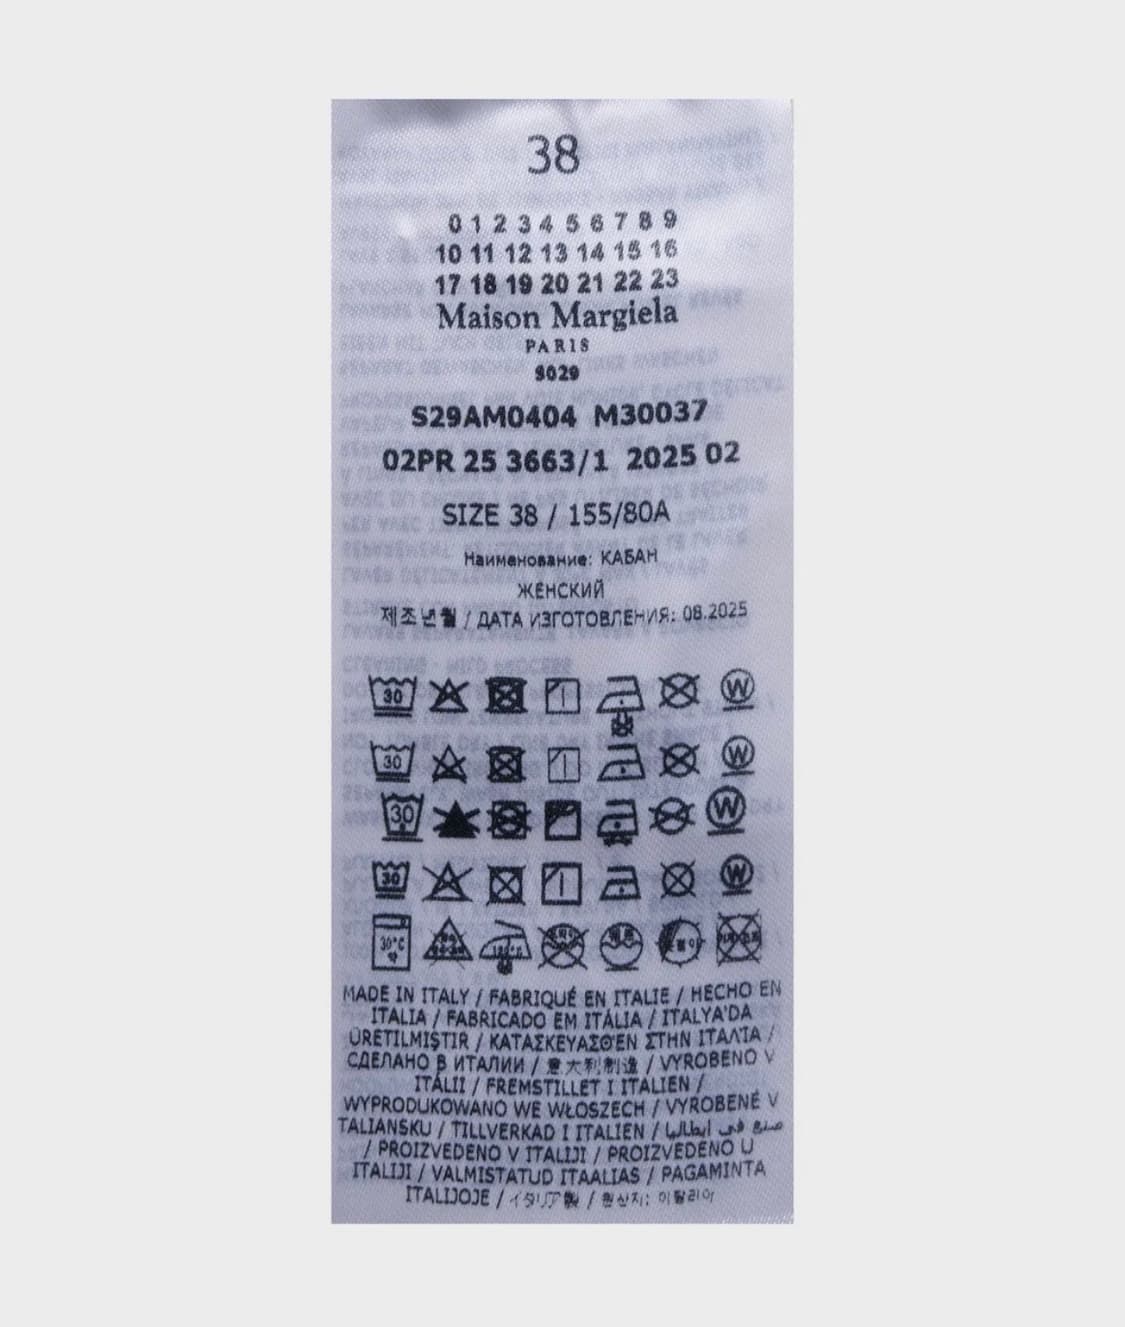 38
0 1 2 3 4 5 6 7 8 9
10 11 12 13 14 15 16
17 18 19 20 21 22 23
Maison Margiela
PARIS
S029
S29AM0404 M30037
02PR 25 3663/1 2025 02
SIZE 38 / 155/80A
Наименование: КАБАН
ЖЕНСКИЙ
제조년월 / ДАТА ИЗГОТОВЛЕНИЯ: 08.2025
30 W
30 W
30 W
30 W
30°C
MADE IN ITALY / FABRIQUÉ EN ITALIE / HECHO EN
ITALIA / FABRICADO EM ITÁLIA / ITALYA'DA
ÜRETILMIŞTIR / ΚΑΤΑΣΚΕΥΑΣΘΕΝ ΣΤΗΝ ΙΤΑΛΙΑ /
СДЕЛАНО В ИТАЛИИ / 意大利制造 / VYROBENO V
ITÁLII / FREMSTILLET I ITALIEN /
WYPRODUKOWANO WE WŁOSZECH / VYROBENÉ V
TALIANSKU / TILLVERKAD I ITALIEN / صنع في ايطاليا
/ PROIZVEDENO V ITALIJI / PROIZVEDENO U
ITALIJI / VALMISTATUD ITAALIAS / PAGAMINTA
ITALIJOJE / イタリア製 / 원산지: 이탈리아